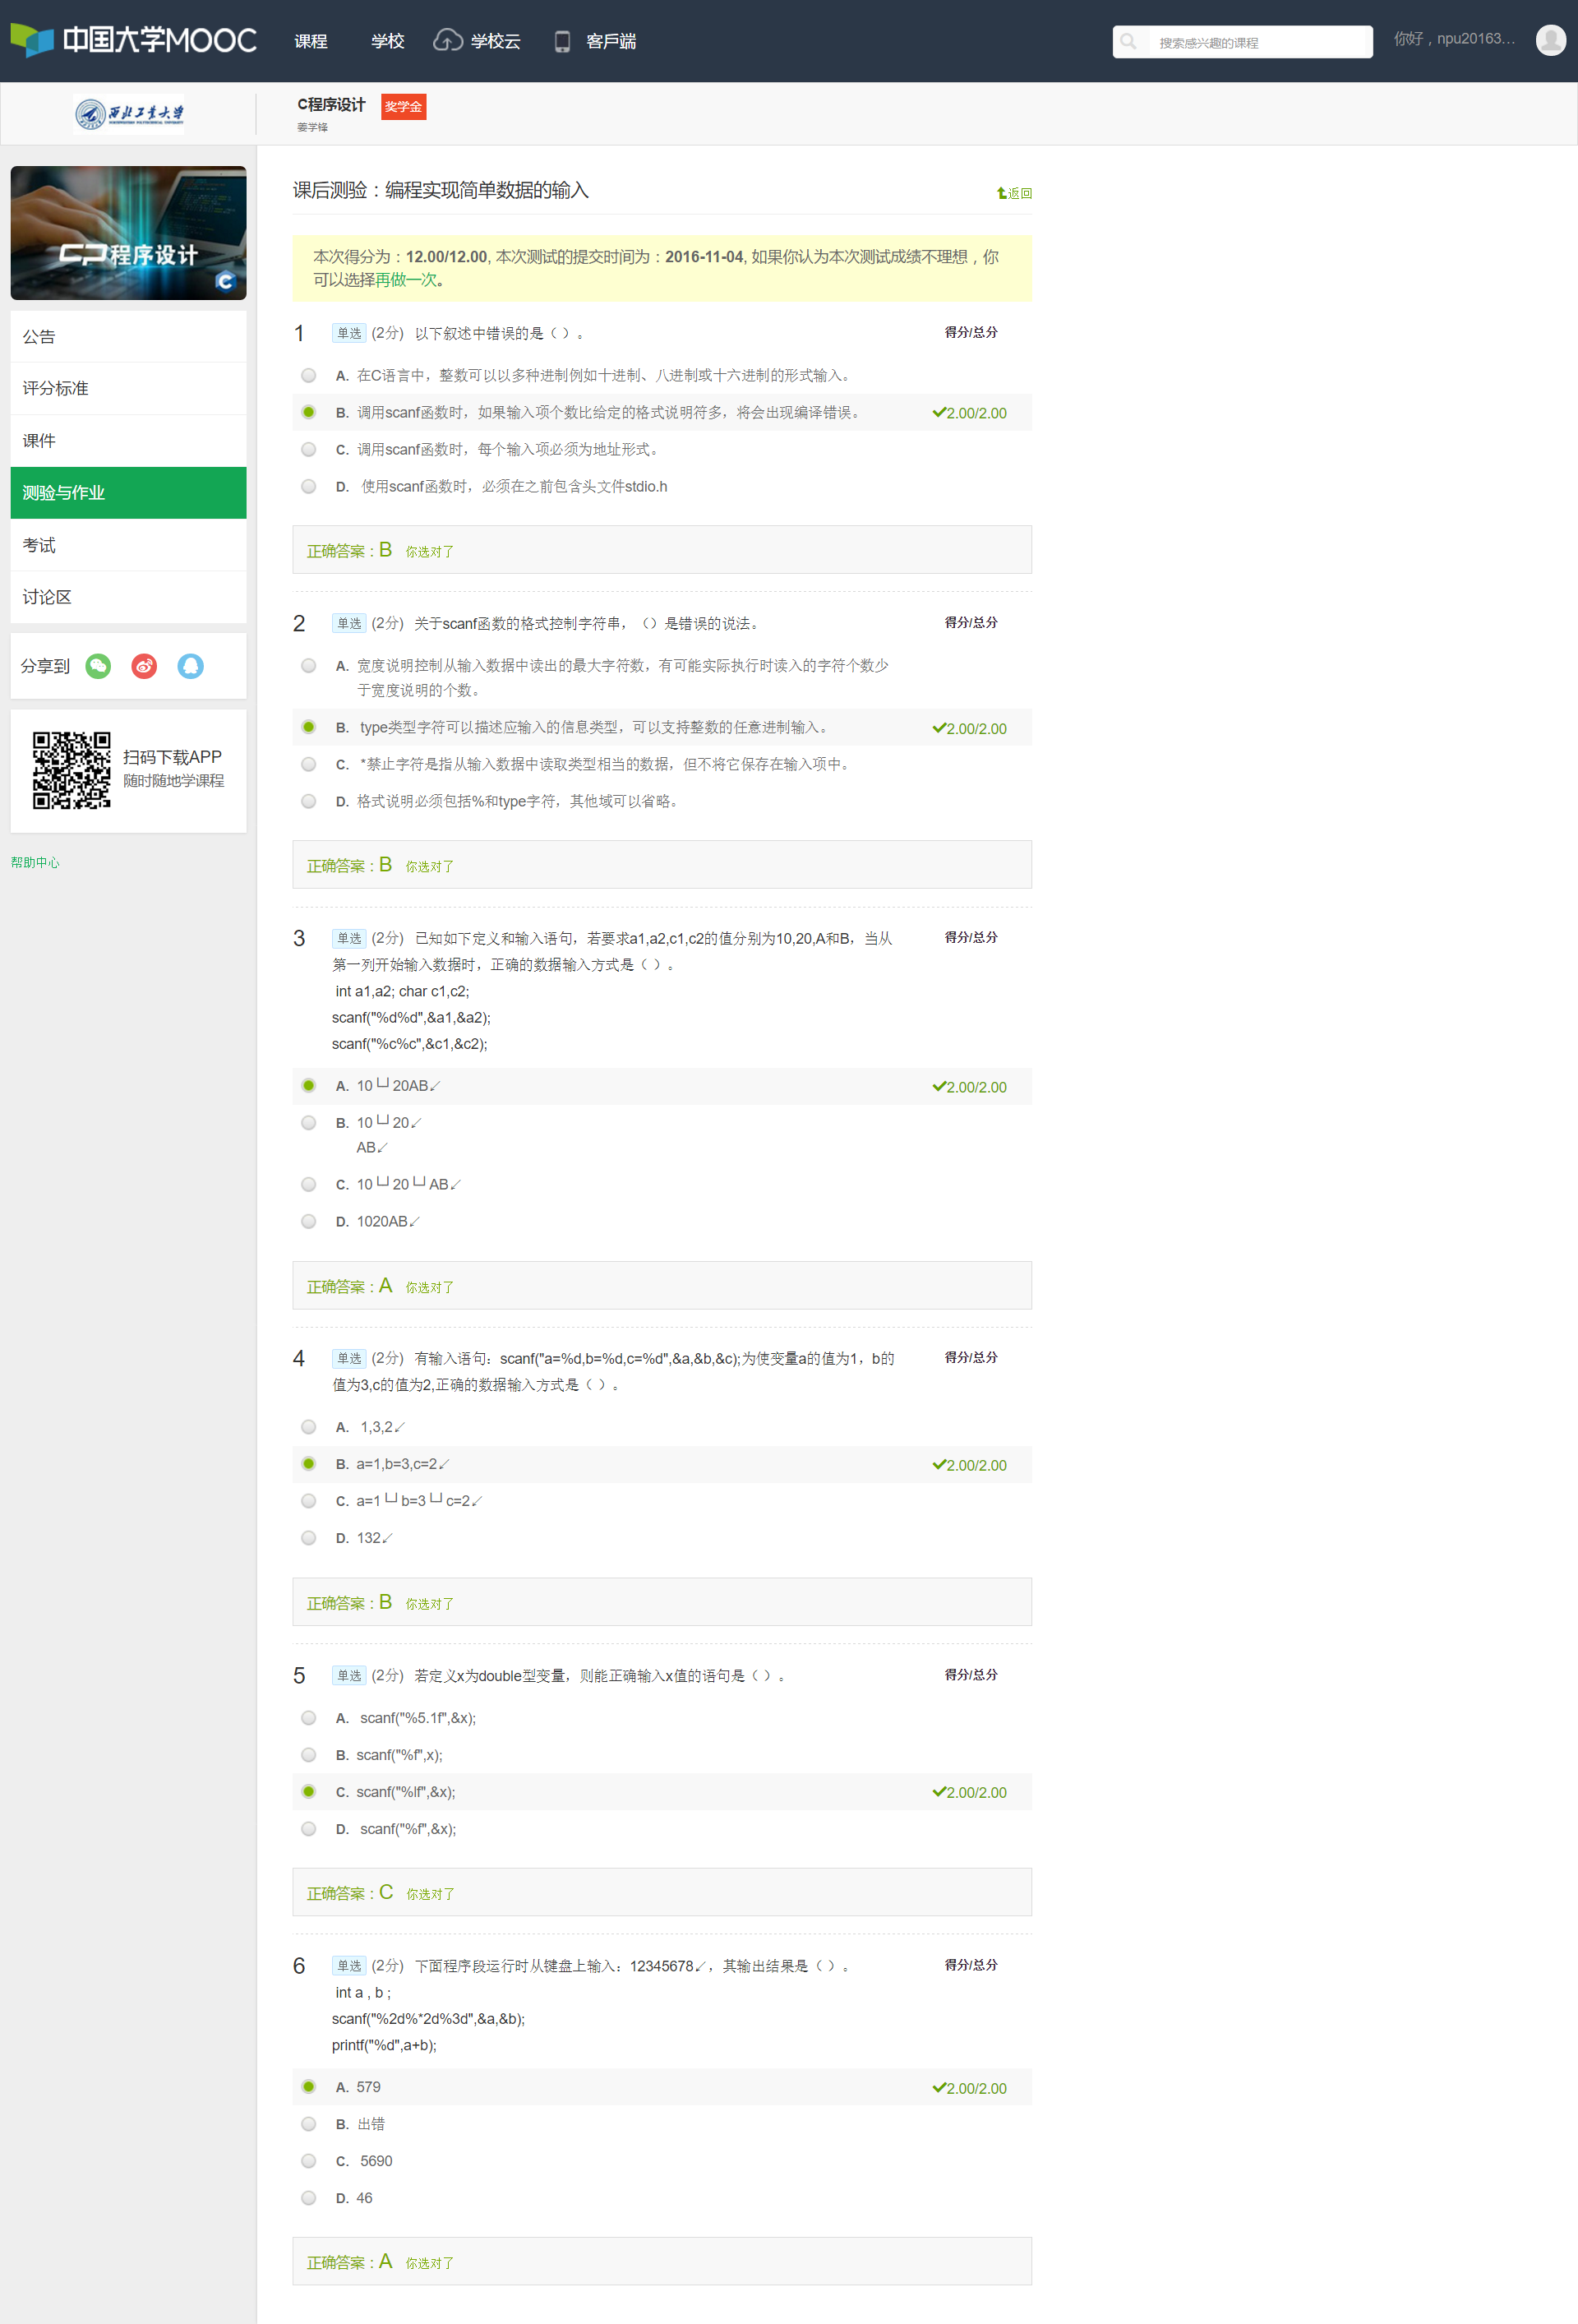 中国大学MOOC 课程 学校 学校云 客户端 搜索感兴趣的课程 你好，npu20163...
西北工业大学
C程序设计 奖学金
姜学锋
程序设计
公告
评分标准
课件
测验与作业
考试
讨论区
分享到
扫码下载APP
随时随地学课程
帮助中心
课后测验：编程实现简单数据的输入 返回
本次得分为：12.00/12.00, 本次测试的提交时间为：2016-11-04, 如果你认为本次测试成绩不理想，你
可以选择再做一次。
1 单选 (2分) 以下叙述中错误的是（ ）。 得分/总分
A. 在C语言中，整数可以以多种进制例如十进制、八进制或十六进制的形式输入。
B. 调用scanf函数时，如果输入项个数比给定的格式说明符多，将会出现编译错误。 2.00/2.00
C. 调用scanf函数时，每个输入项必须为地址形式。
D. 使用scanf函数时，必须在之前包含头文件stdio.h
正确答案：B 你选对了
2 单选 (2分) 关于scanf函数的格式控制字符串，（）是错误的说法。 得分/总分
A. 宽度说明控制从输入数据中读出的最大字符数，有可能实际执行时读入的字符个数少
于宽度说明的个数。
B. type类型字符可以描述应输入的信息类型，可以支持整数的任意进制输入。 2.00/2.00
C. *禁止字符是指从输入数据中读取类型相当的数据，但不将它保存在输入项中。
D. 格式说明必须包括%和type字符，其他域可以省略。
正确答案：B 你选对了
3 单选 (2分) 已知如下定义和输入语句，若要求a1,a2,c1,c2的值分别为10,20,A和B，当从 得分/总分
第一列开始输入数据时，正确的数据输入方式是（ ）。
int a1,a2; char c1,c2;
scanf("%d%d",&a1,&a2);
scanf("%c%c",&c1,&c2);
A. 10└┘20AB↙ 2.00/2.00
B. 10└┘20↙
AB↙
C. 10└┘20└┘AB↙
D. 1020AB↙
正确答案：A 你选对了
4 单选 (2分) 有输入语句：scanf("a=%d,b=%d,c=%d",&a,&b,&c);为使变量a的值为1，b的 得分/总分
值为3,c的值为2,正确的数据输入方式是（ ）。
A. 1,3,2↙
B. a=1,b=3,c=2↙ 2.00/2.00
C. a=1└┘b=3└┘c=2↙
D. 132↙
正确答案：B 你选对了
5 单选 (2分) 若定义x为double型变量，则能正确输入x值的语句是（ ）。 得分/总分
A. scanf("%5.1f",&x);
B. scanf("%f",x);
C. scanf("%lf",&x); 2.00/2.00
D. scanf("%f",&x);
正确答案：C 你选对了
6 单选 (2分) 下面程序段运行时从键盘上输入：12345678↙，其输出结果是（ ）。 得分/总分
int a , b ;
scanf("%2d%*2d%3d",&a,&b);
printf("%d",a+b);
A. 579 2.00/2.00
B. 出错
C. 5690
D. 46
正确答案：A 你选对了